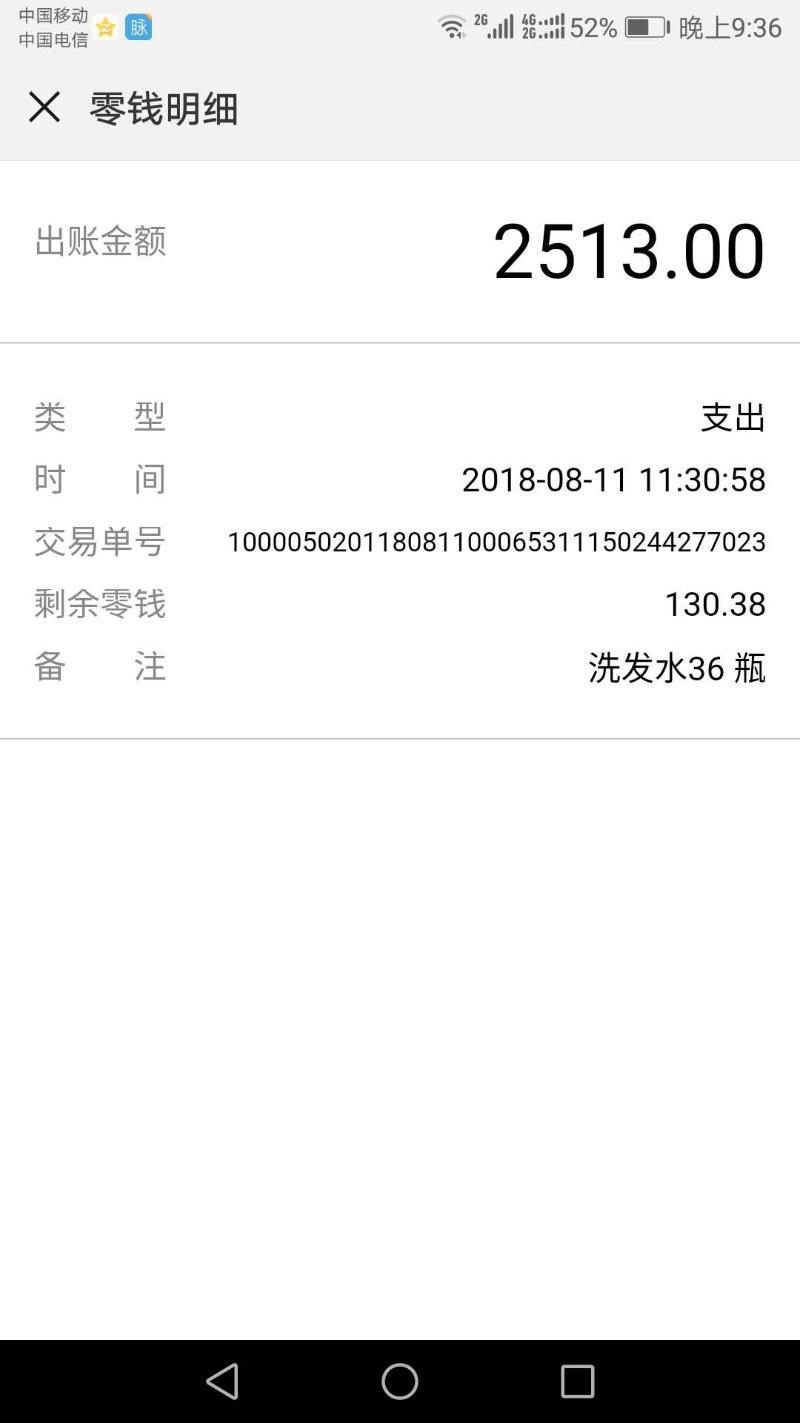 中国移动
中国电信
脉
2G 4G 2G 52% 晚上9:36
零钱明细
出账金额 2513.00
类 型 支出
时 间 2018-08-11 11:30:58
交易单号 100005020118081100065311150244277023
剩余零钱 130.38
备 注 洗发水36 瓶